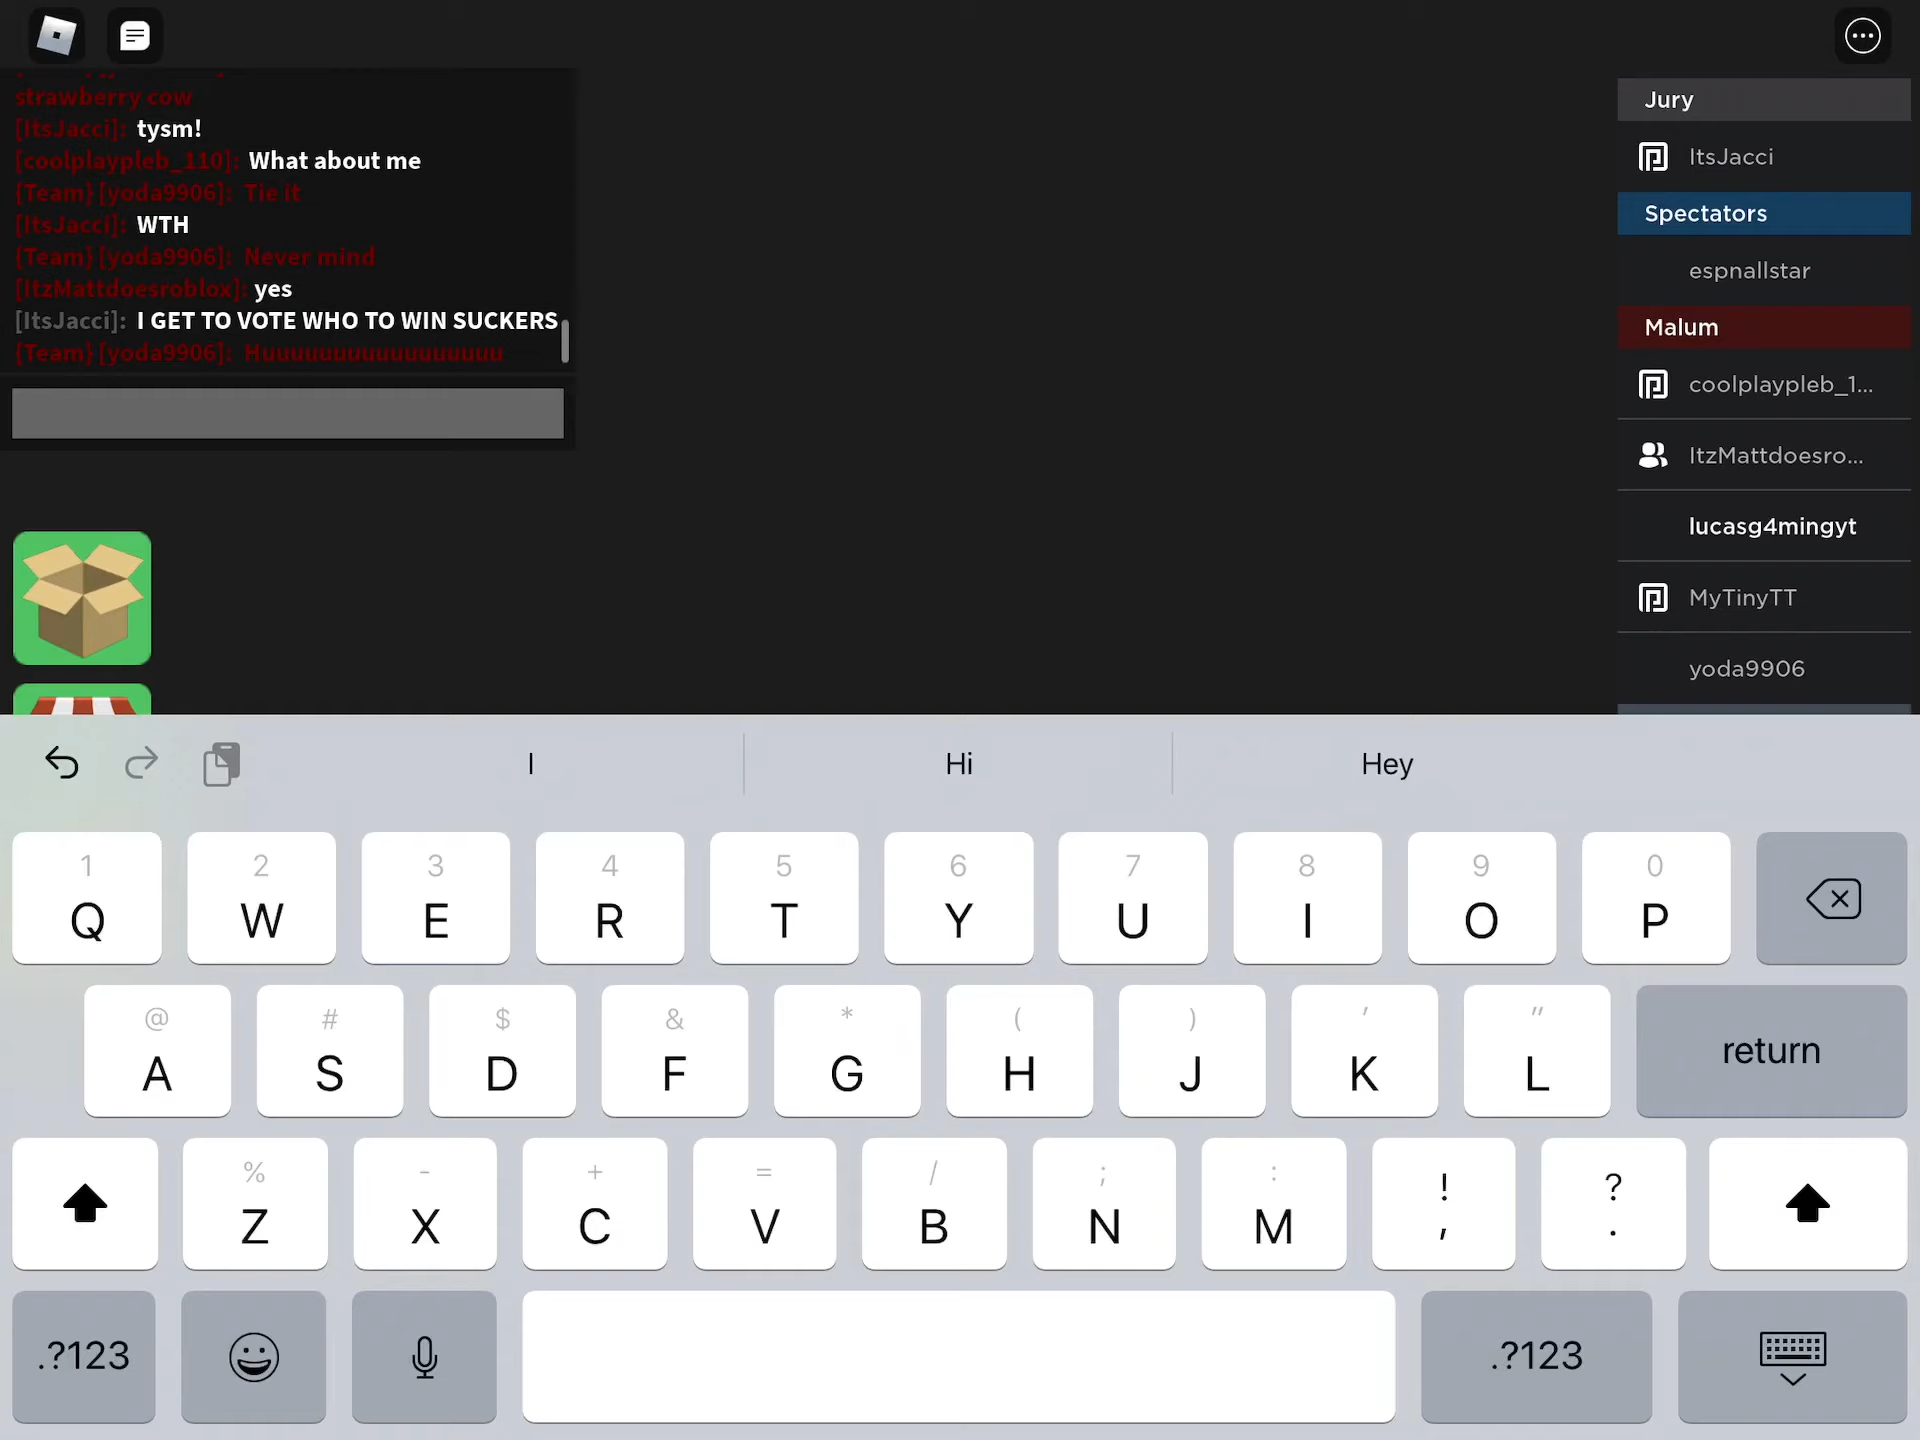 strawberry cow
[ItsJacci]: tysm!
[coolplaypleb_110]: What about me
{Team} [yoda9906]: Tie it
[ItsJacci]: WTH
{Team} [yoda9906]: Never mind
[ItzMattdoesroblox]: yes
[ItsJacci]: I GET TO VOTE WHO TO WIN SUCKERS
{Team} [yoda9906]: Huuuuuuuuuuuuuuuuu
Jury
ItsJacci
Spectators
espnallstar
Malum
coolplaypleb_1...
ItzMattdoesro...
lucasg4mingyt
MyTinyTT
yoda9906
I Hi Hey
1 2 3 4 5 6 7 8 9 0
Q W E R T Y U I O P
@ # $ & * ( ) ' "
A S D F G H J K L return
% - + = / ; : ! ?
Z X C V B N M , .
.?123 .?123